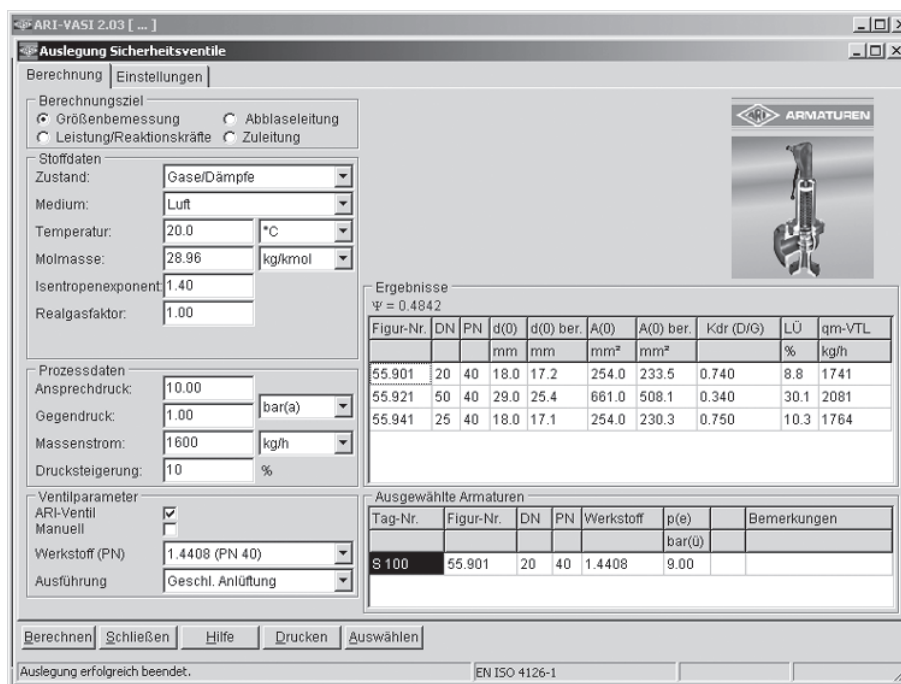 ARI-VASI 2.03 [ ... ]
Auslegung Sicherheitsventile
Berechnung Einstellungen
Berechnungsziel
Größenbemessung Abblaseleitung
Leistung/Reaktionskräfte Zuleitung
Stoffdaten
Zustand: Gase/Dämpfe
Medium: Luft
Temperatur: 20.0 °C
Molmasse: 28.96 kg/kmol
Isentropenexponent: 1.40
Realgasfaktor: 1.00
Prozessdaten
Ansprechdruck: 10.00
bar(a)
Gegendruck: 1.00
Massenstrom: 1600 kg/h
Drucksteigerung: 10 %
Ventilparameter
ARI-Ventil
Manuell
Werkstoff (PN) 1.4408 (PN 40)
Ausführung Geschl. Anlüftung
ARI ARMATUREN
Ergebnisse
Ψ = 0.4842
Figur-Nr. DN PN d(0) d(0) ber. A(0) A(0) ber. Kdr (D/G) LÜ qm-VTL
mm mm mm² mm² % kg/h
55.901 20 40 18.0 17.2 254.0 233.5 0.740 8.8 1741
55.921 50 40 29.0 25.4 661.0 508.1 0.340 30.1 2081
55.941 25 40 18.0 17.1 254.0 230.3 0.750 10.3 1764
Ausgewählte Armaturen
Tag-Nr. Figur-Nr. DN PN Werkstoff p(e) Bemerkungen
bar(ü)
S 100 55.901 20 40 1.4408 9.00
Berechnen Schließen Hilfe Drucken Auswählen
Auslegung erfolgreich beendet. EN ISO 4126-1